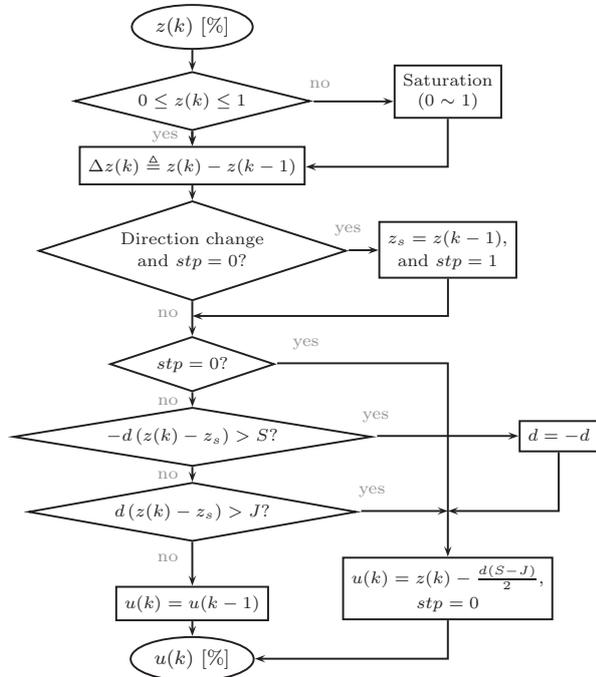 z(k) [%]
0 ≤ z(k) ≤ 1
no
Saturation
(0 ∼ 1)
yes
Δz(k) ≜ z(k) − z(k−1)
Direction change
and stp = 0?
yes
z_s = z(k−1),
and stp = 1
no
stp = 0?
yes
no
−d (z(k) − z_s) > S?
yes
d = −d
no
d (z(k) − z_s) > J?
yes
no
u(k) = u(k−1)
u(k) = z(k) − d(S−J)/2,
stp = 0
u(k) [%]